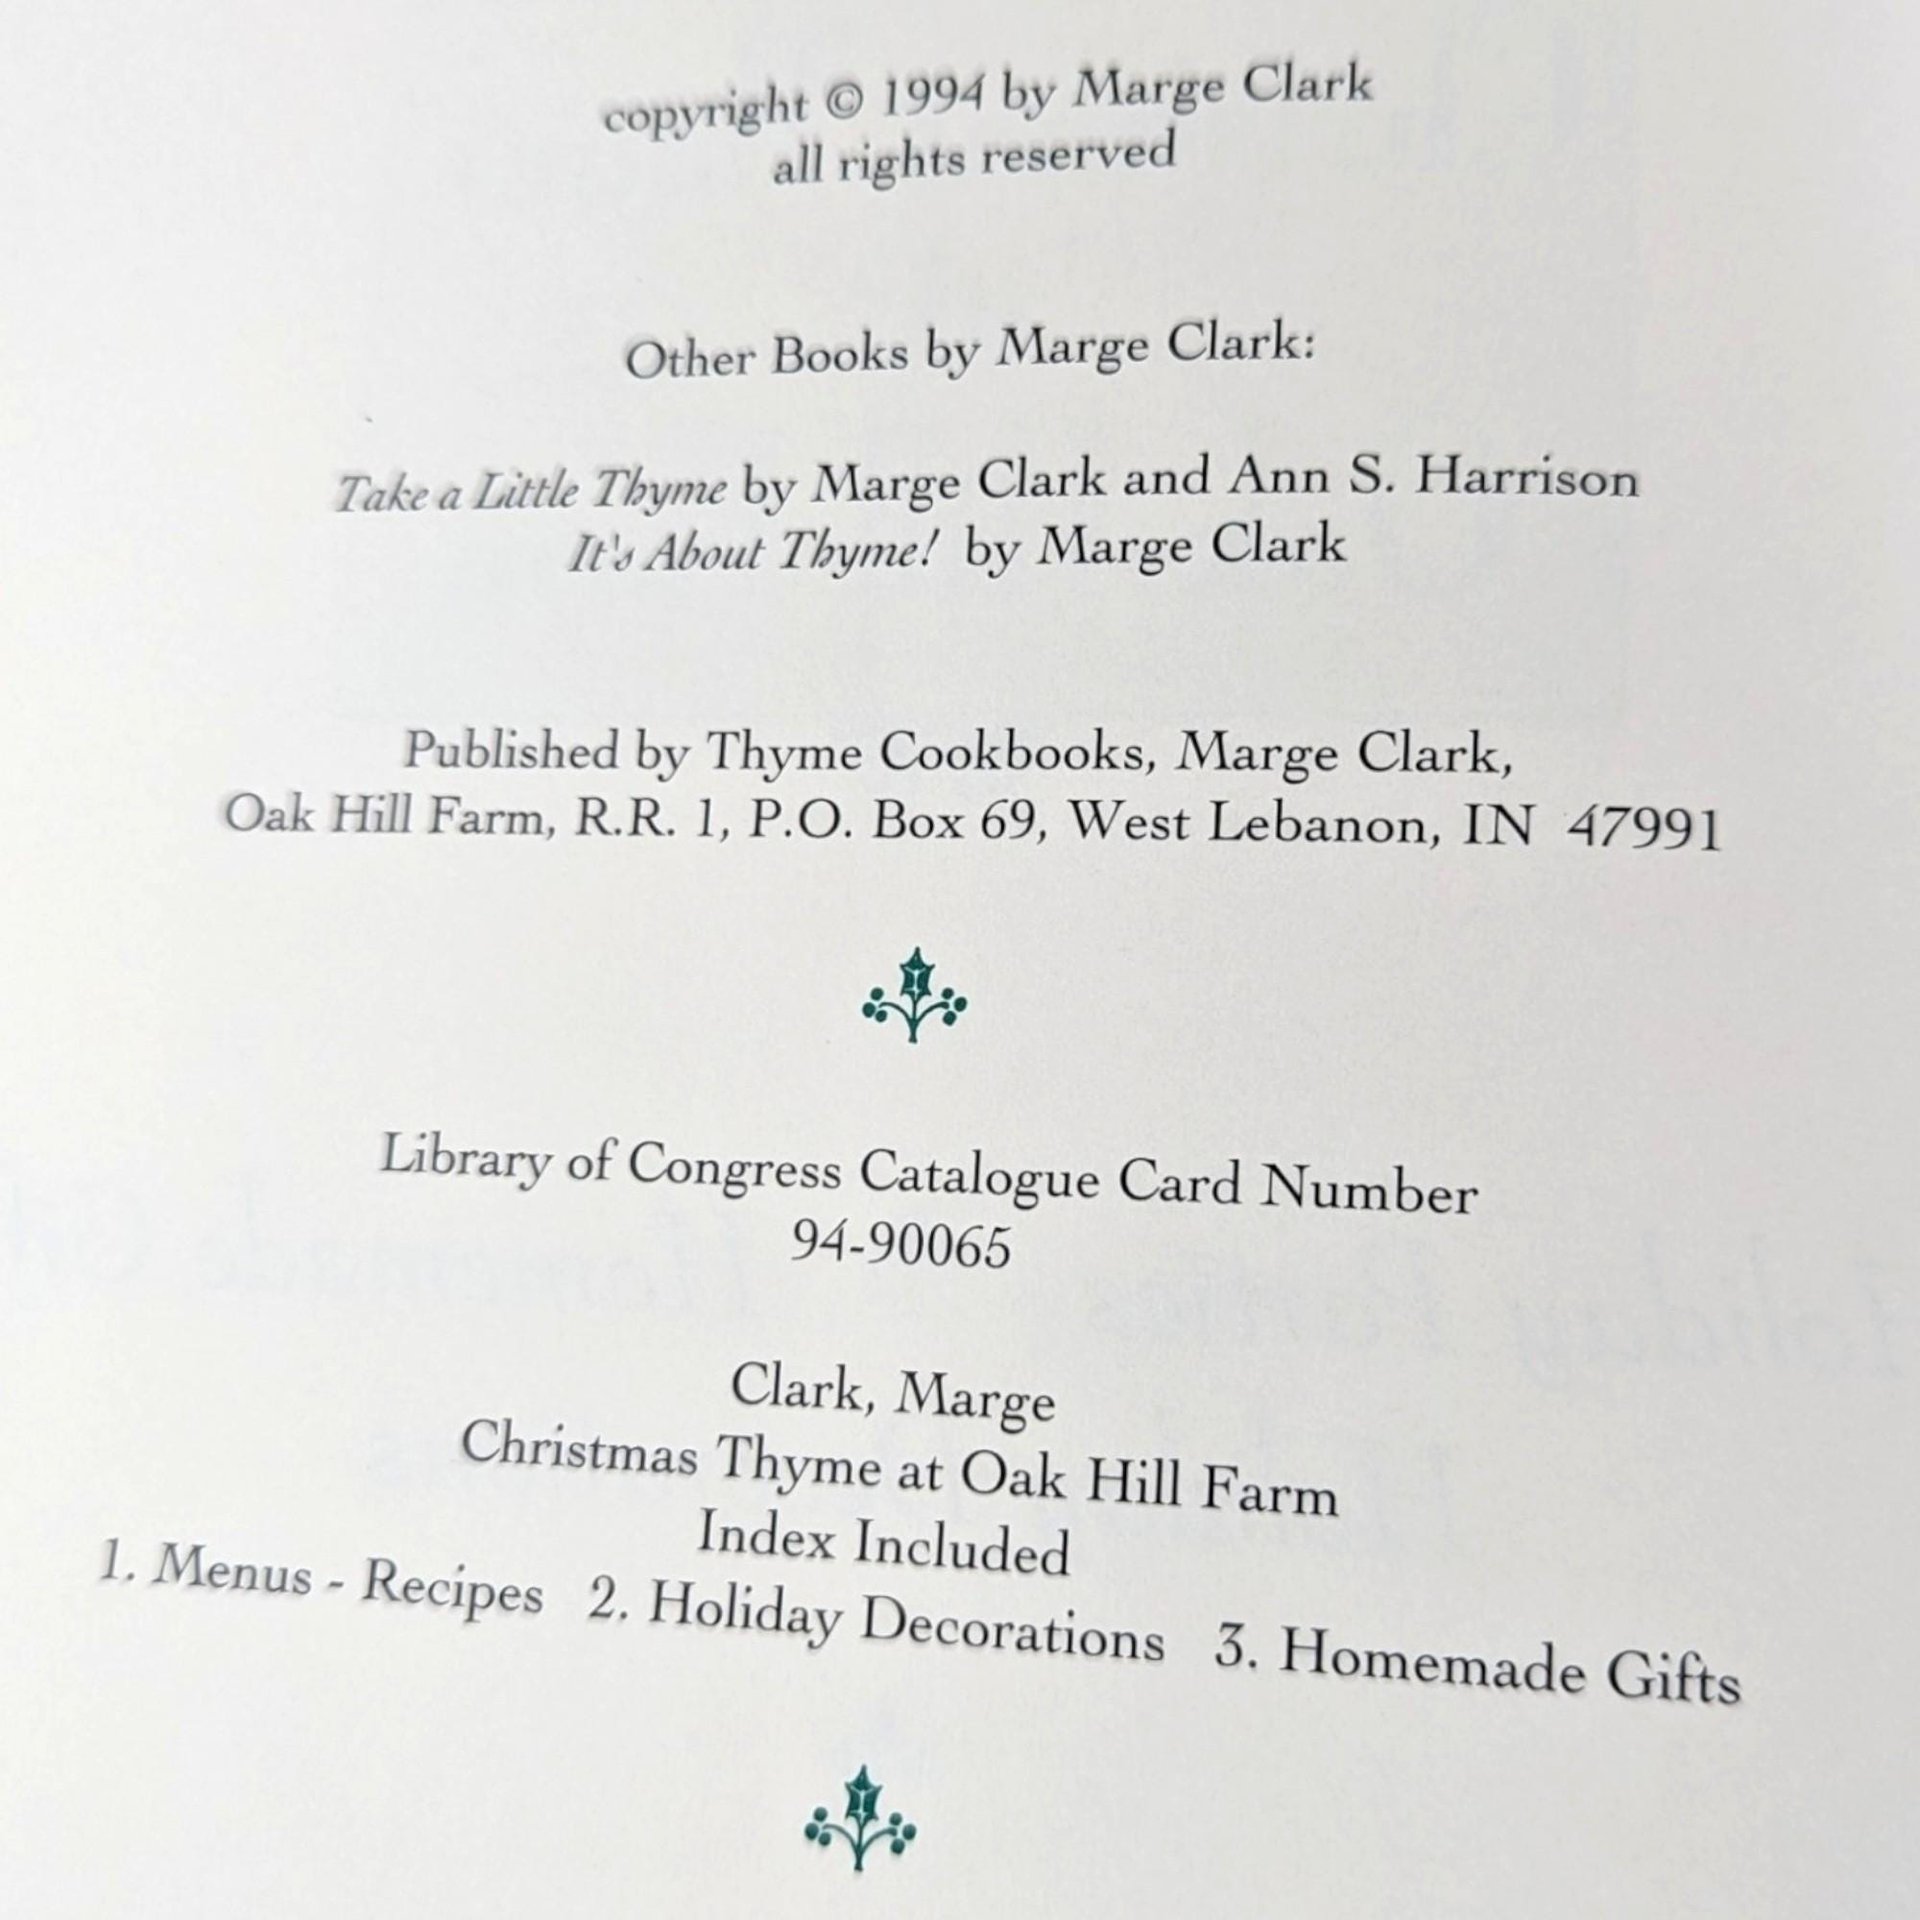 copyright © 1994 by Marge Clark
all rights reserved
Other Books by Marge Clark:
Take a Little Thyme by Marge Clark and Ann S. Harrison
It's About Thyme! by Marge Clark
Published by Thyme Cookbooks, Marge Clark,
Oak Hill Farm, R.R. 1, P.O. Box 69, West Lebanon, IN 47991
Library of Congress Catalogue Card Number
94-90065
Clark, Marge
Christmas Thyme at Oak Hill Farm
Index Included
1. Menus - Recipes 2. Holiday Decorations 3. Homemade Gifts